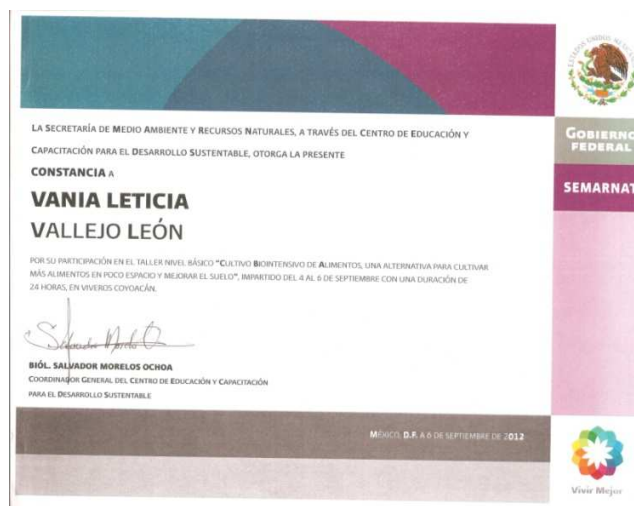 LA SECRETARÍA DE MEDIO AMBIENTE Y RECURSOS NATURALES, A TRAVÉS DEL CENTRO DE EDUCACIÓN Y
CAPACITACIÓN PARA EL DESARROLLO SUSTENTABLE, OTORGA LA PRESENTE
CONSTANCIA A
VANIA LETICIA
VALLEJO LEÓN
POR SU PARTICIPACIÓN EN EL TALLER NIVEL BÁSICO "CULTIVO BIOINTENSIVO DE ALIMENTOS, UNA ALTERNATIVA PARA CULTIVAR
MÁS ALIMENTOS EN POCO ESPACIO Y MEJORAR EL SUELO", IMPARTIDO DEL 4 AL 6 DE SEPTIEMBRE CON UNA DURACIÓN DE
24 HORAS, EN VIVEROS COYOACÁN.
BIÓL. SALVADOR MORELOS OCHOA
COORDINADOR GENERAL DEL CENTRO DE EDUCACIÓN Y CAPACITACIÓN
PARA EL DESARROLLO SUSTENTABLE
MÉXICO, D.F. A 6 DE SEPTIEMBRE DE 2012
GOBIERNO
FEDERAL
SEMARNAT
Vivir Mejor